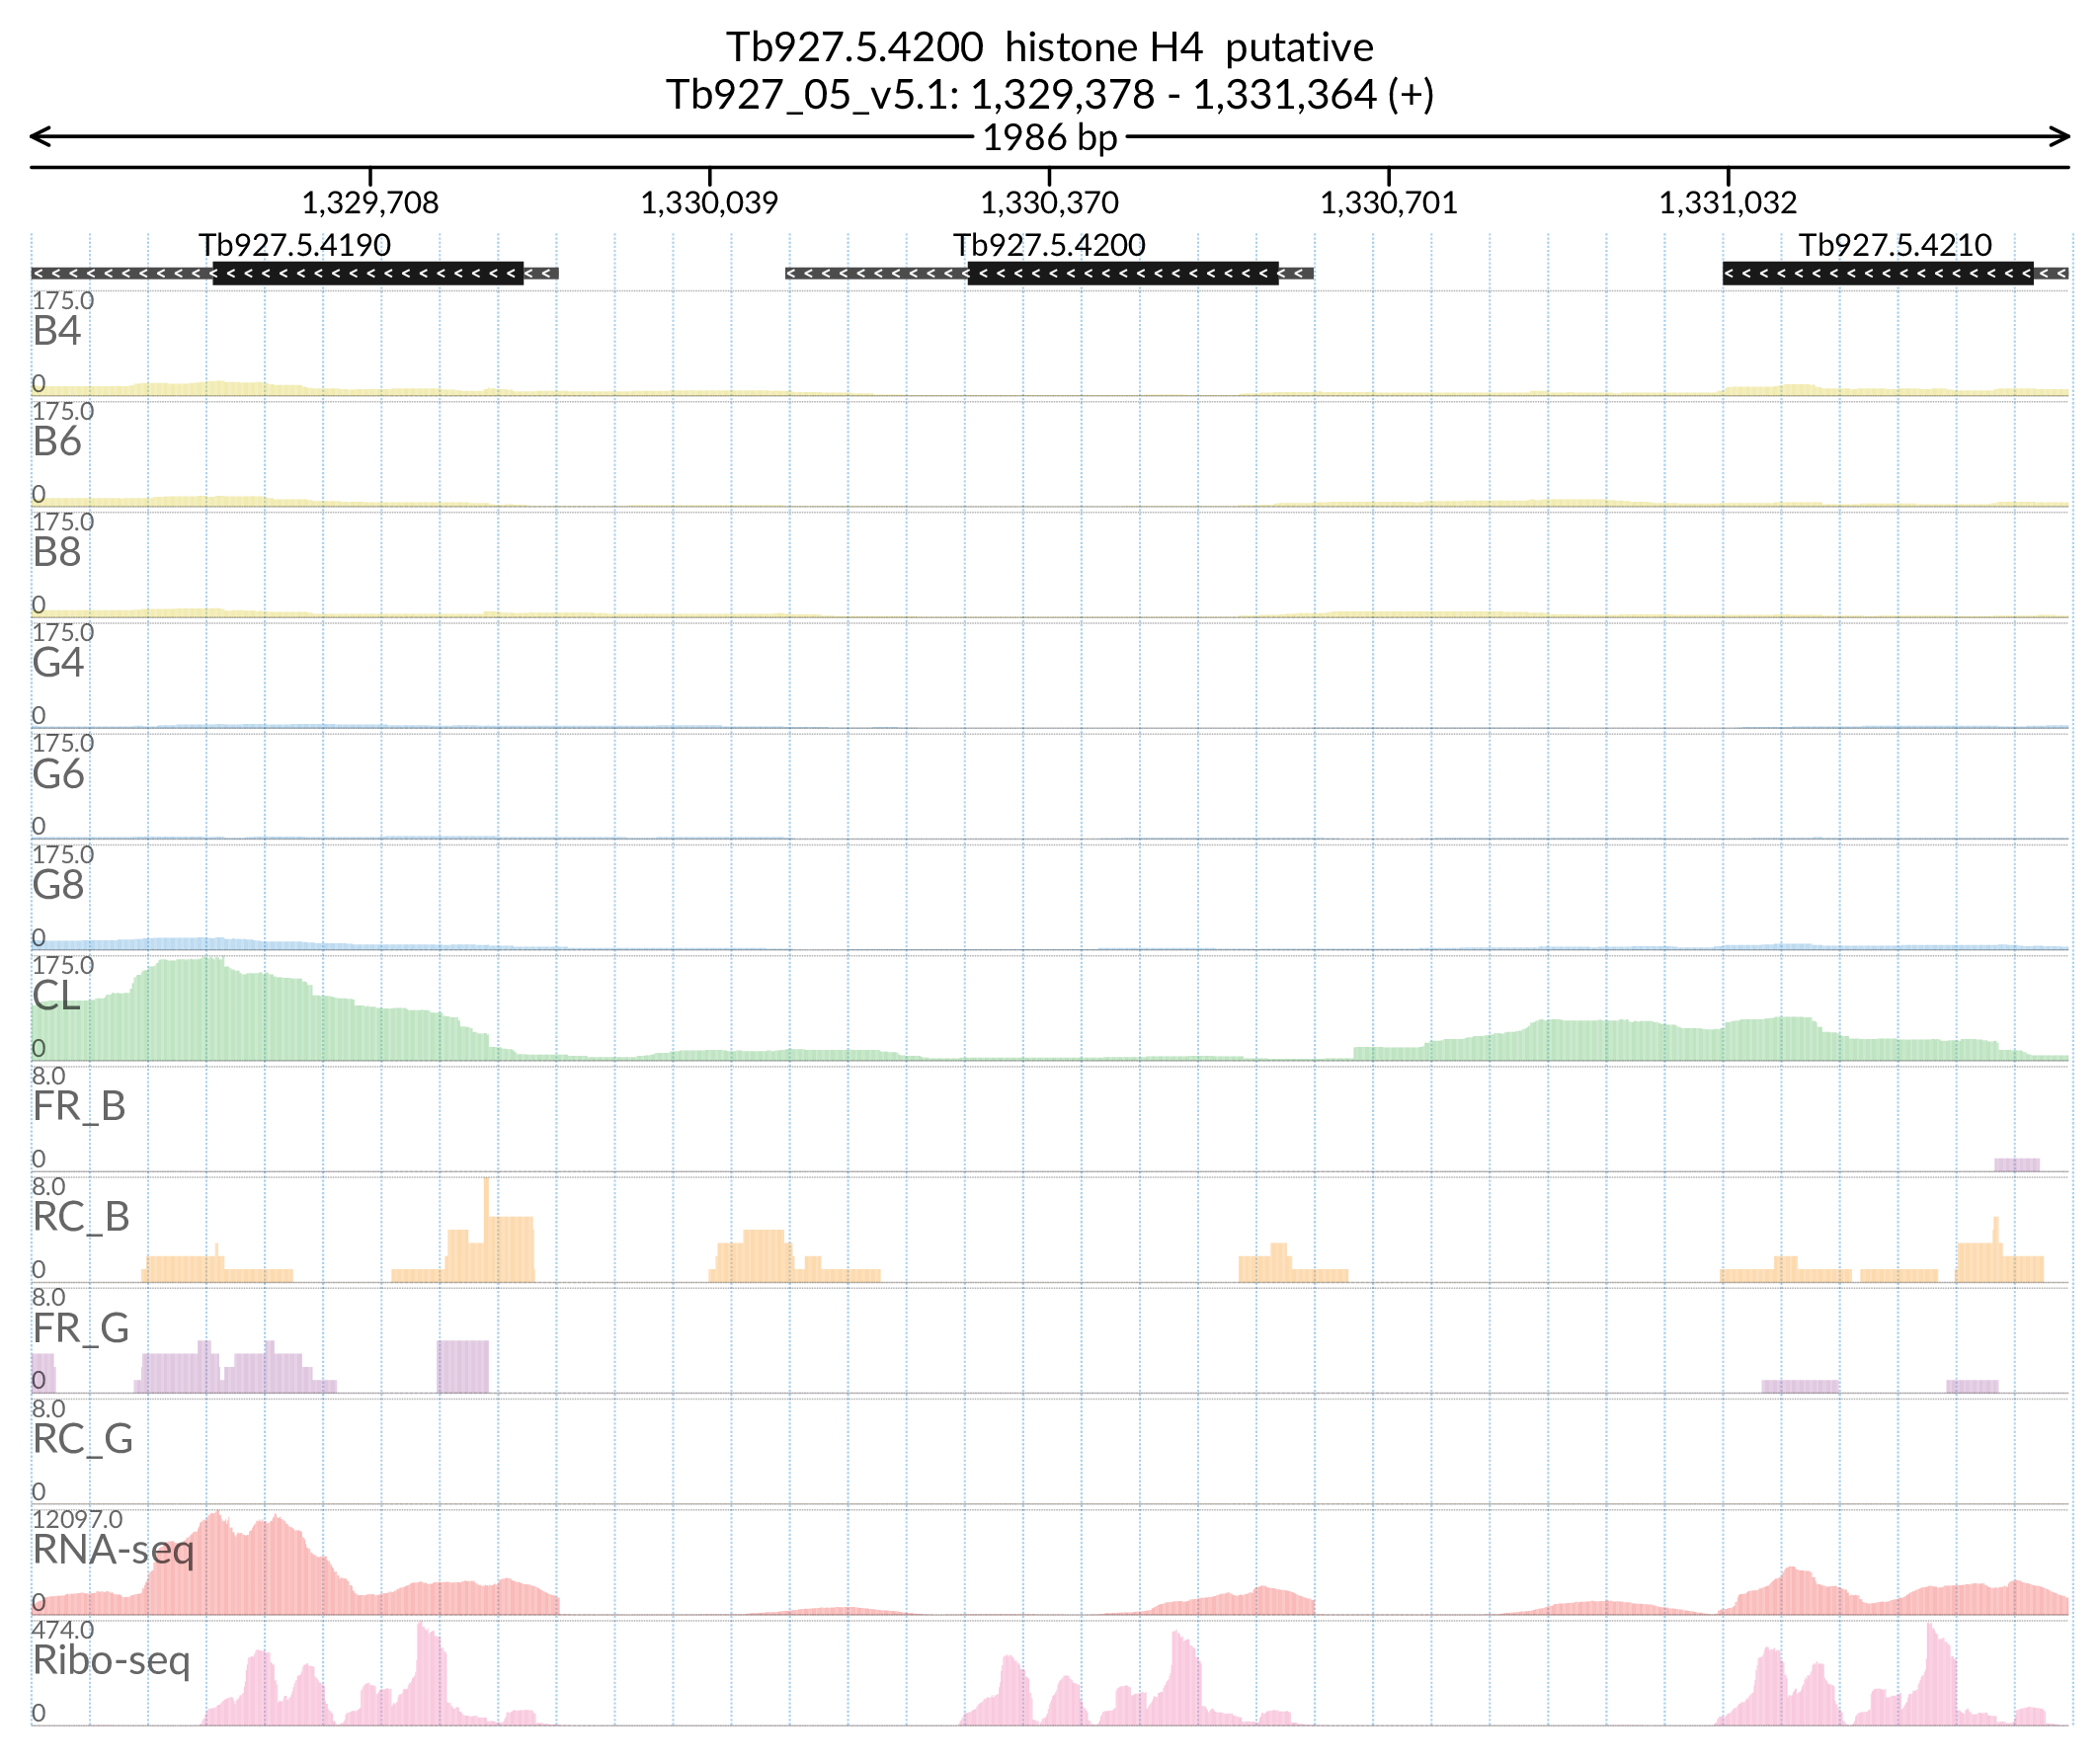 Tb927.5.4200 histone H4 putative
Tb927_05_v5.1: 1,329,378 - 1,331,364 (+)
1986 bp
1,329,708 1,330,039 1,330,370 1,330,701 1,331,032
Tb927.5.4190 Tb927.5.4200 Tb927.5.4210
175.0
B4
0
175.0
B6
0
175.0
B8
0
175.0
G4
0
175.0
G6
0
175.0
G8
0
175.0
CL
0
8.0
FR_B
0
8.0
RC_B
0
8.0
FR_G
0
8.0
RC_G
0
12097.0
RNA-seq
0
474.0
Ribo-seq
0